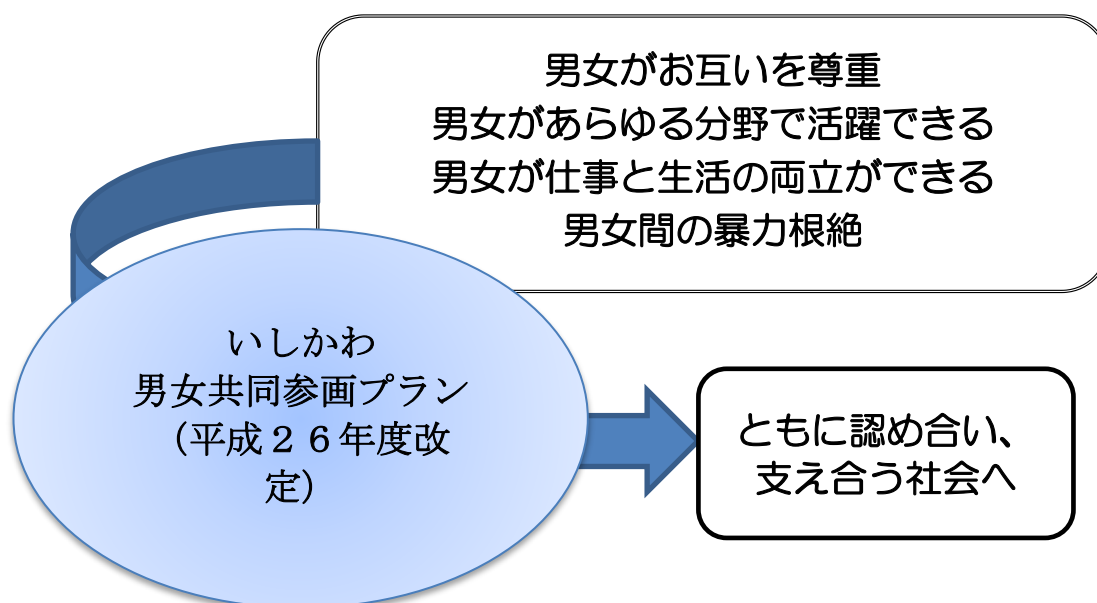 男女がお互いを尊重
男女があらゆる分野で活躍できる
男女が仕事と生活の両立ができる
男女間の暴力根絶
いしかわ
男女共同参画プラン
（平成２６年度改
定）
ともに認め合い、
支え合う社会へ